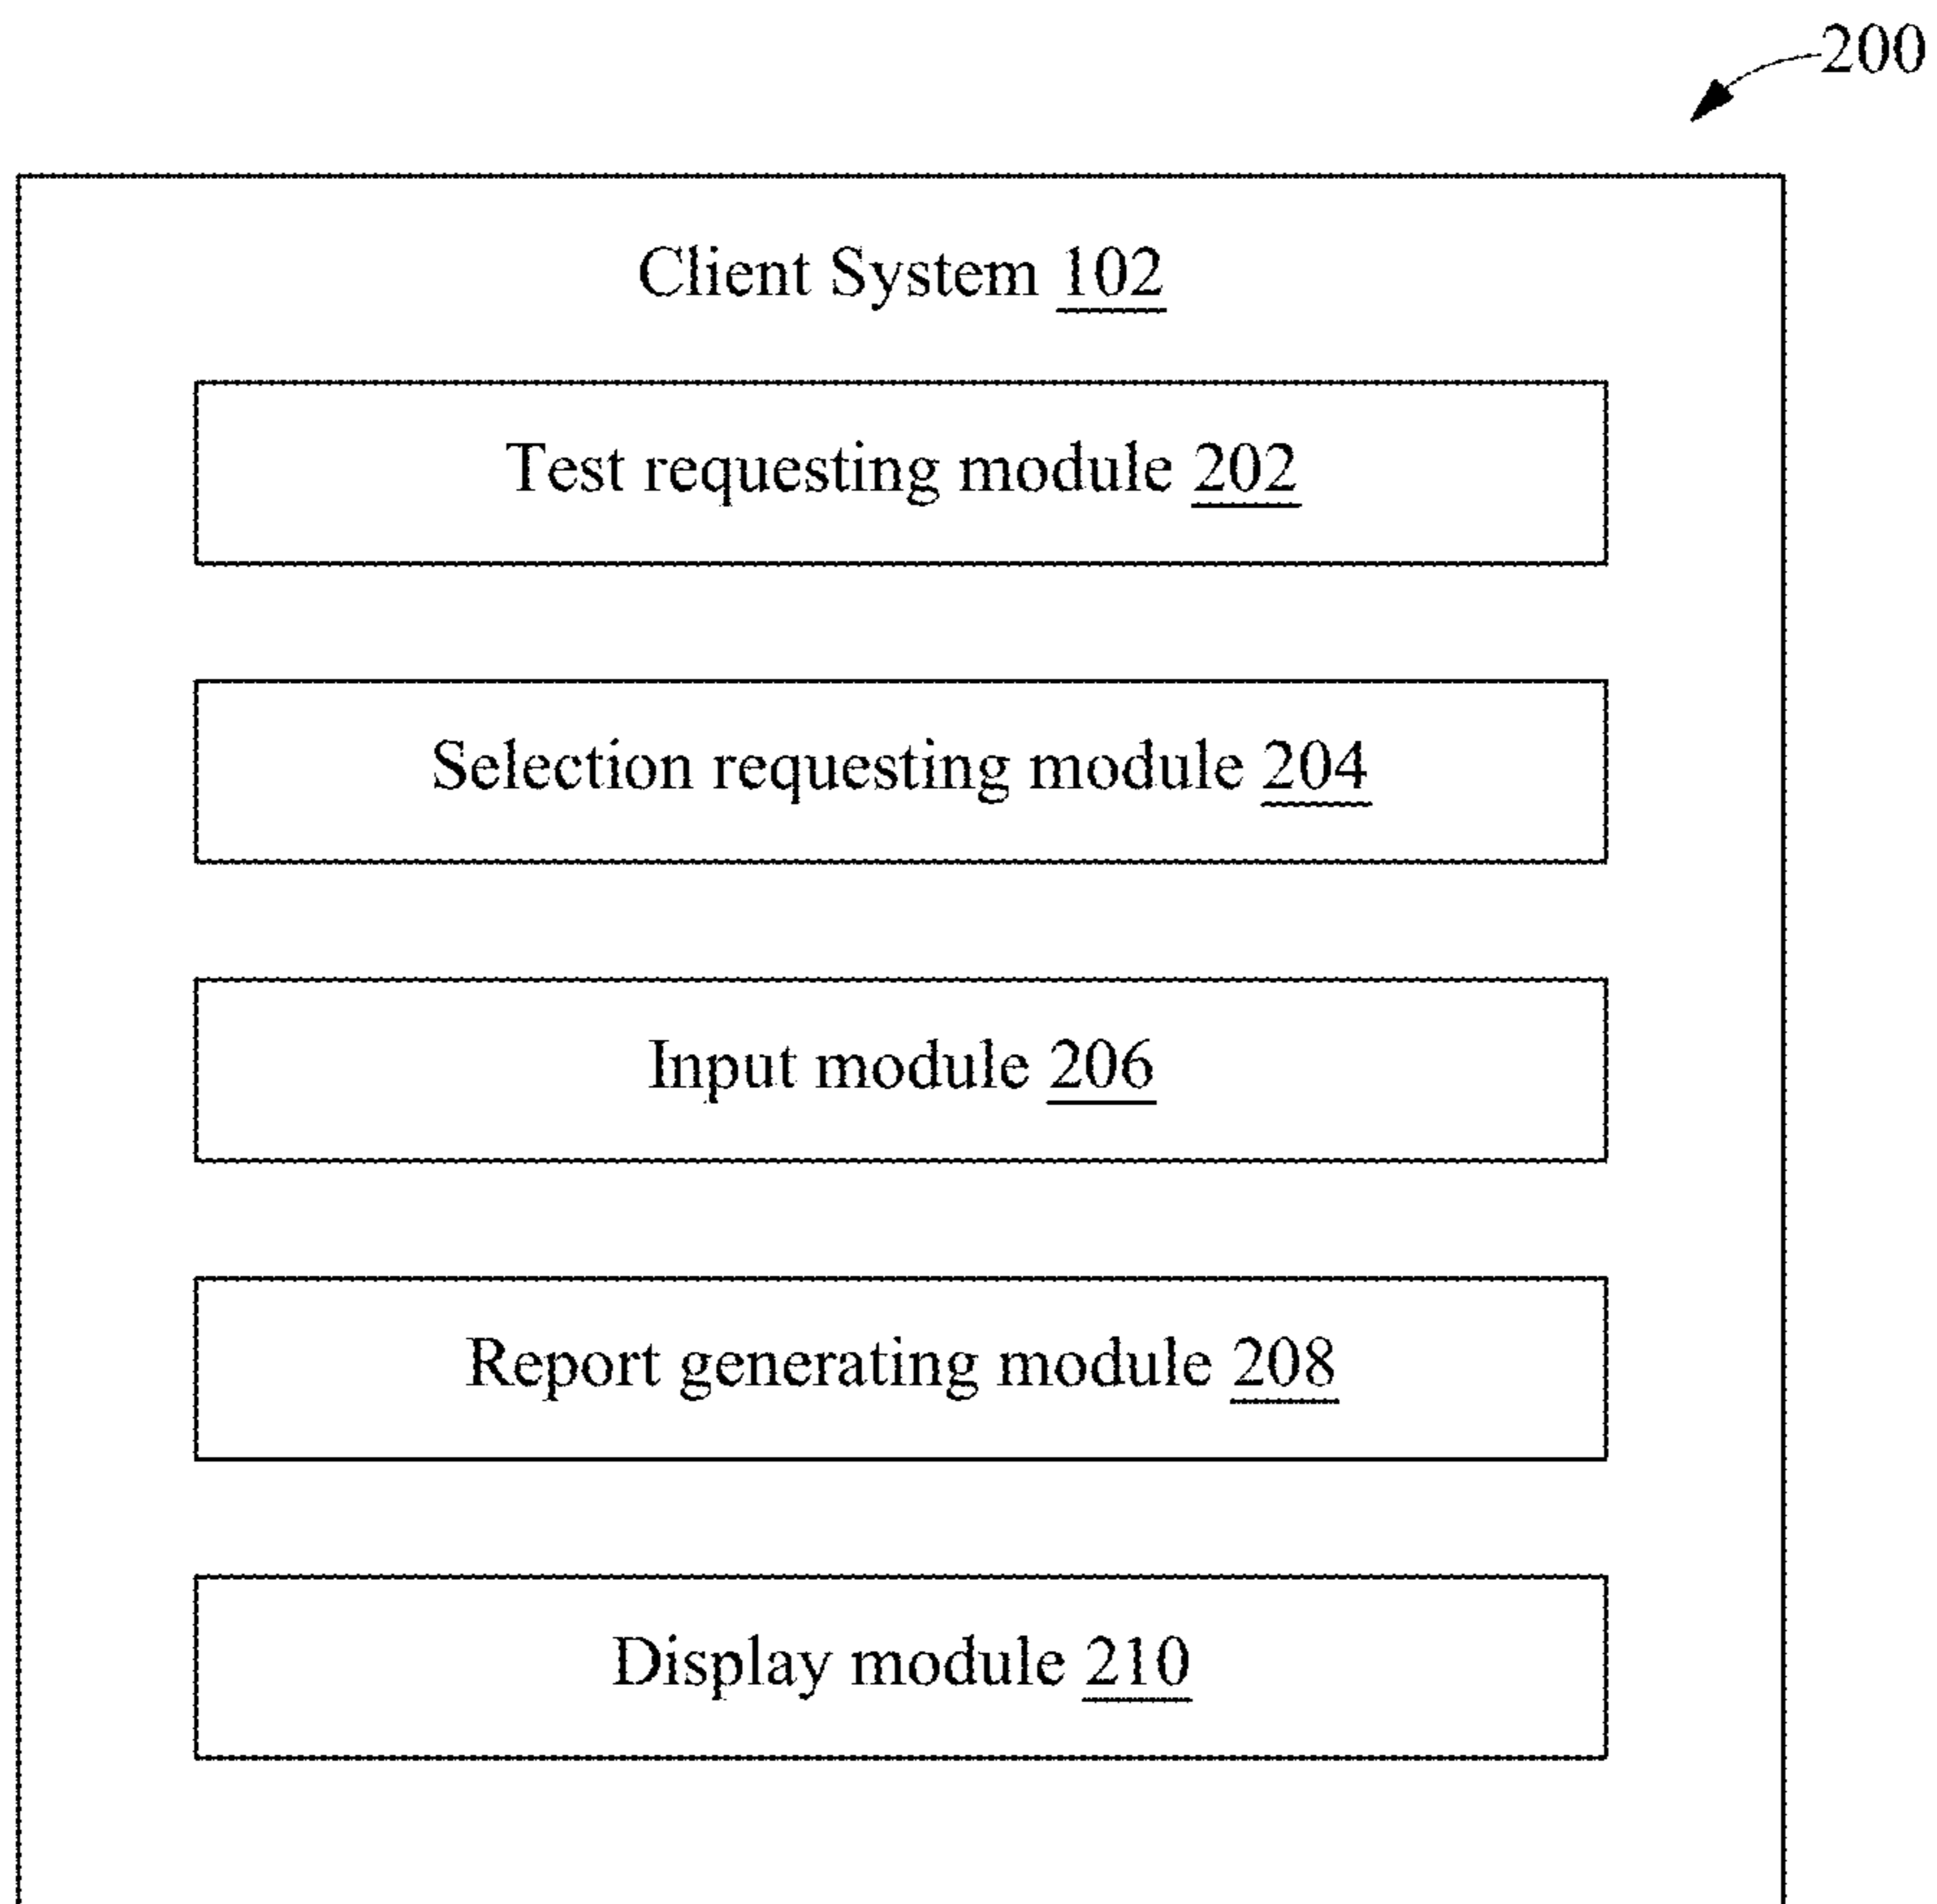 200
Client System 102
Test requesting module 202
Selection requesting module 204
Input module 206
Report generating module 208
Display module 210